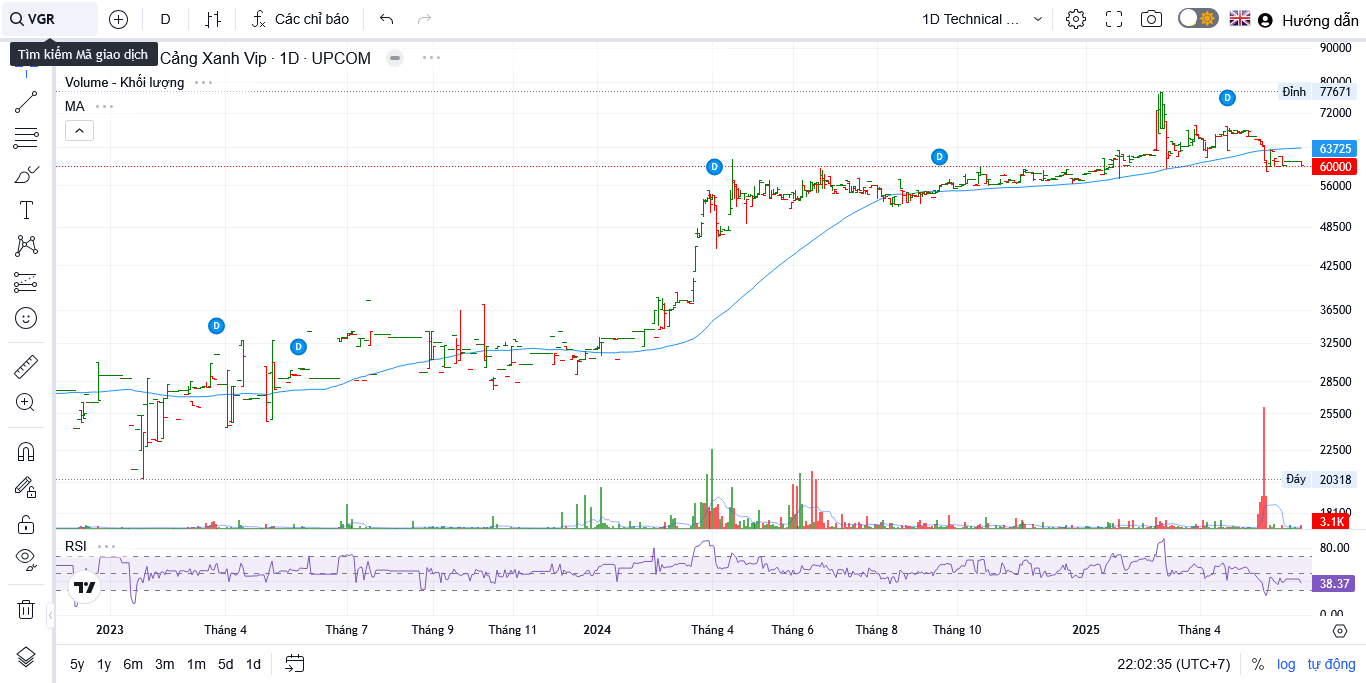 VGR
D
Các chỉ báo
1D Technical ...
Hướng dẫn
Tìm kiếm Mã giao dịch
Cảng Xanh Vip · 1D · UPCOM
Volume - Khối lượng
MA
90000
80000
Đỉnh 77671
72000
63725
60000
56000
48500
42500
36500
32500
28500
25500
22500
Đáy 20318
18100
3.1K
D
D
D
D
D
RSI
80.00
38.37
0.00
2023
Tháng 4
Tháng 7
Tháng 9
Tháng 11
2024
Tháng 4
Tháng 6
Tháng 8
Tháng 10
2025
Tháng 4
5y 1y 6m 3m 1m 5d 1d
22:02:35 (UTC+7)
% log tự động